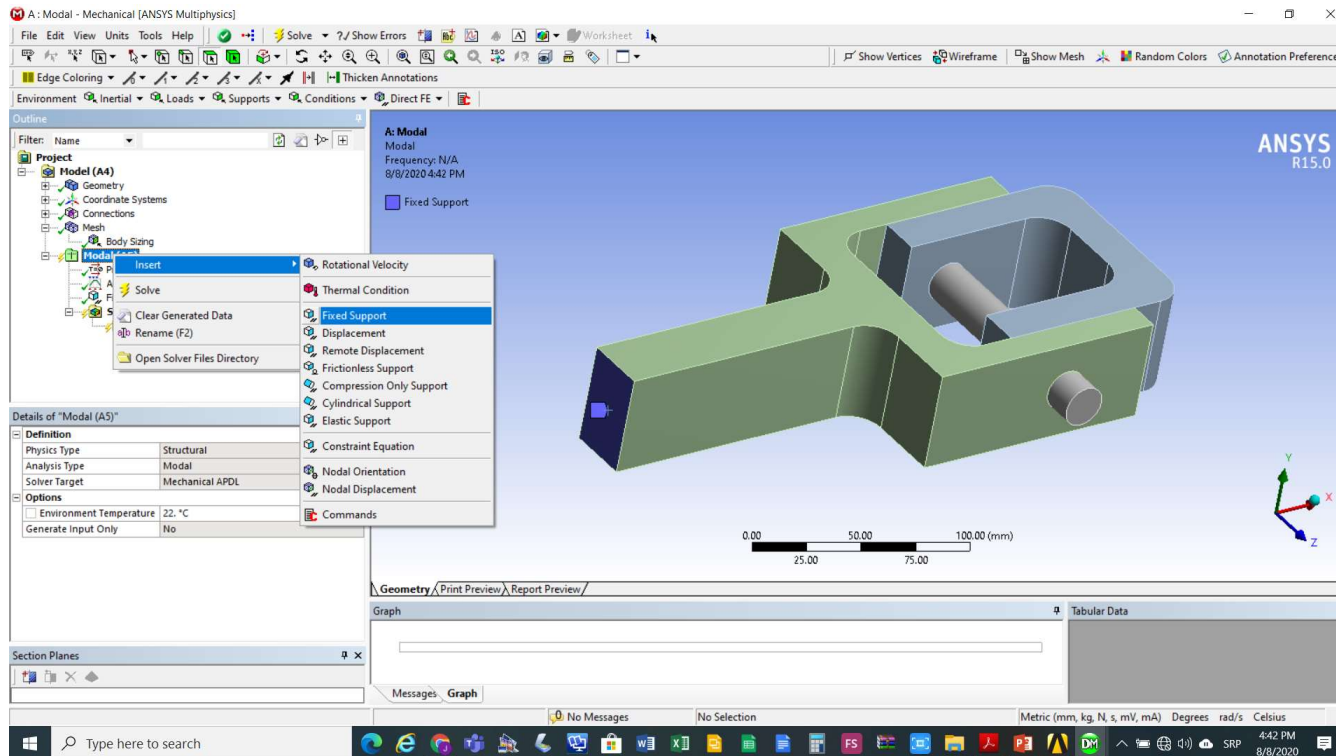 A : Modal - Mechanical [ANSYS Multiphysics]
File Edit View Units Tools Help Solve ?/ Show Errors Worksheet
Show Vertices Wireframe Show Mesh Random Colors Annotation Preference
Edge Coloring Thicken Annotations
Environment Inertial Loads Supports Conditions Direct FE
Outline
Filter: Name
Project
Model (A4)
Geometry
Coordinate Systems
Connections
Mesh
Body Sizing
Modal
Insert
Solve
Clear Generated Data
Rename (F2)
Open Solver Files Directory
Rotational Velocity
Thermal Condition
Fixed Support
Displacement
Remote Displacement
Frictionless Support
Compression Only Support
Cylindrical Support
Elastic Support
Constraint Equation
Nodal Orientation
Nodal Displacement
Commands
A: Modal
Modal
Frequency: N/A
8/8/2020 4:42 PM
Fixed Support
ANSYS
R15.0
Y
X
Z
0.00 50.00 100.00 (mm)
25.00 75.00
Details of "Modal (A5)"
Definition
Physics Type Structural
Analysis Type Modal
Solver Target Mechanical APDL
Options
Environment Temperature 22. °C
Generate Input Only No
Geometry Print Preview Report Preview
Graph
Tabular Data
Section Planes
Messages Graph
0 No Messages No Selection Metric (mm, kg, N, s, mV, mA) Degrees rad/s Celsius
Type here to search
SRP
4:42 PM
8/8/2020